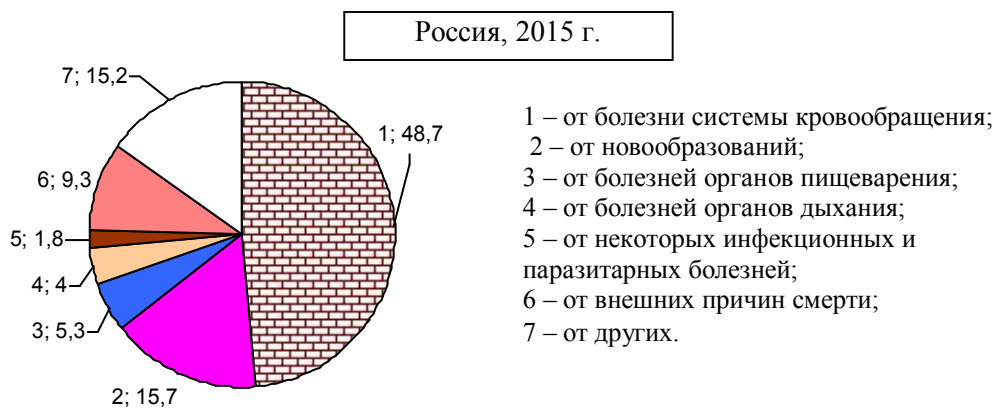 Россия, 2015 г.
7; 15,2
1; 48,7
6; 9,3
5; 1,8
4; 4
3; 5,3
2; 15,7
1 – от болезни системы кровообращения;
2 – от новообразований;
3 – от болезней органов пищеварения;
4 – от болезней органов дыхания;
5 – от некоторых инфекционных и
паразитарных болезней;
6 – от внешних причин смерти;
7 – от других.